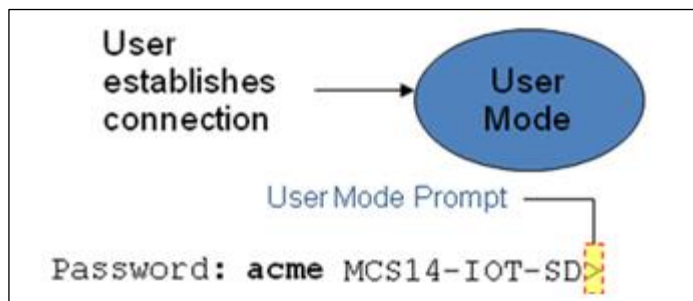 User
establishes
connection
User
Mode
User Mode Prompt
Password: acme MCS14-IOT-SD>